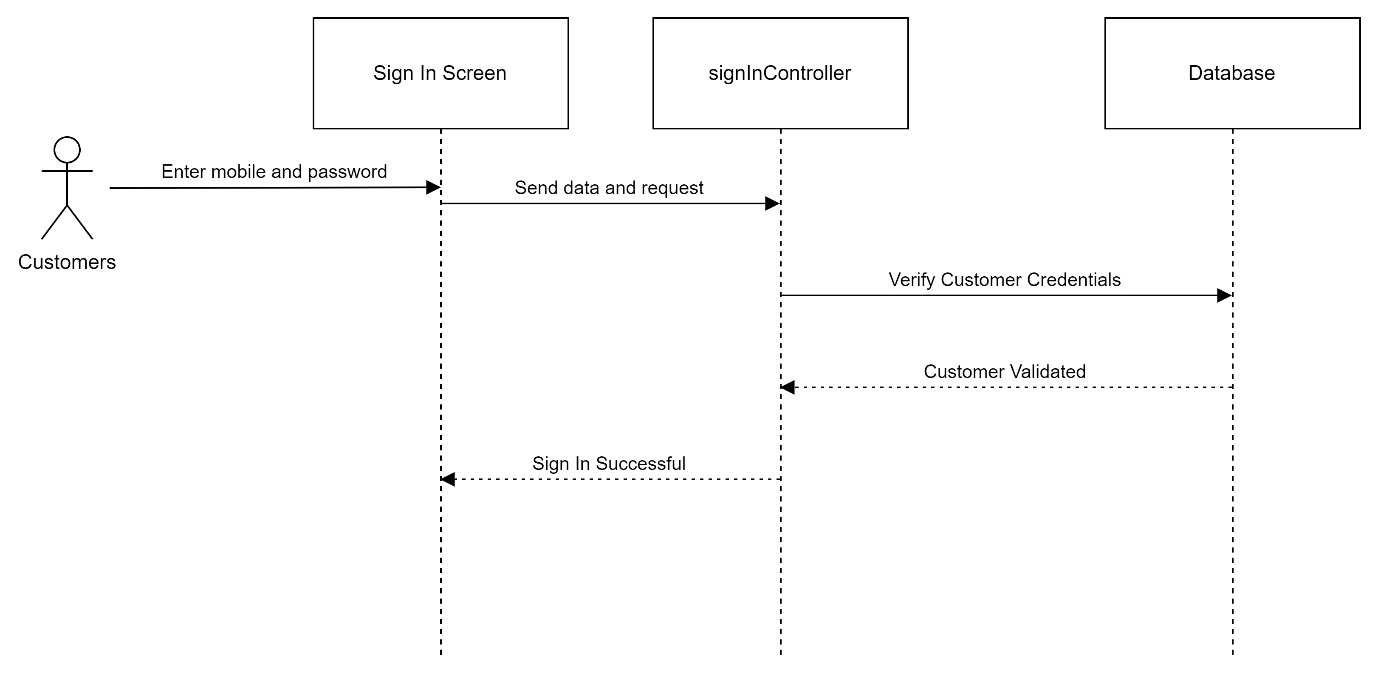 Sign In Screen
signInController
Database
Enter mobile and password
Send data and request
Customers
Verify Customer Credentials
Customer Validated
Sign In Successful